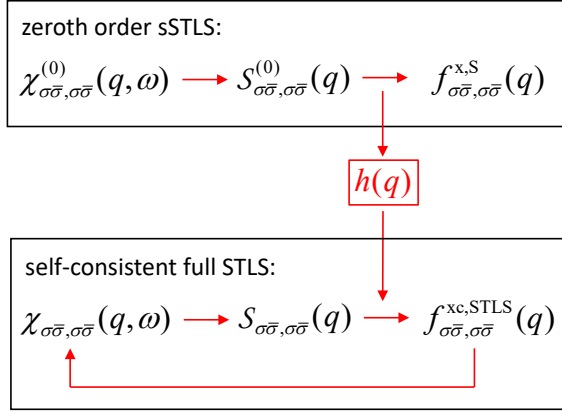 zeroth order sSTLS:
χ^{(0)}_{σσ̅,σσ̅}(q,ω) → S^{(0)}_{σσ̅,σσ̅}(q) → f^{x,S}_{σσ̅,σσ̅}(q)
h(q)
self-consistent full STLS:
χ_{σσ̅,σσ̅}(q,ω) → S_{σσ̅,σσ̅}(q) → f^{xc,STLS}_{σσ̅,σσ̅}(q)